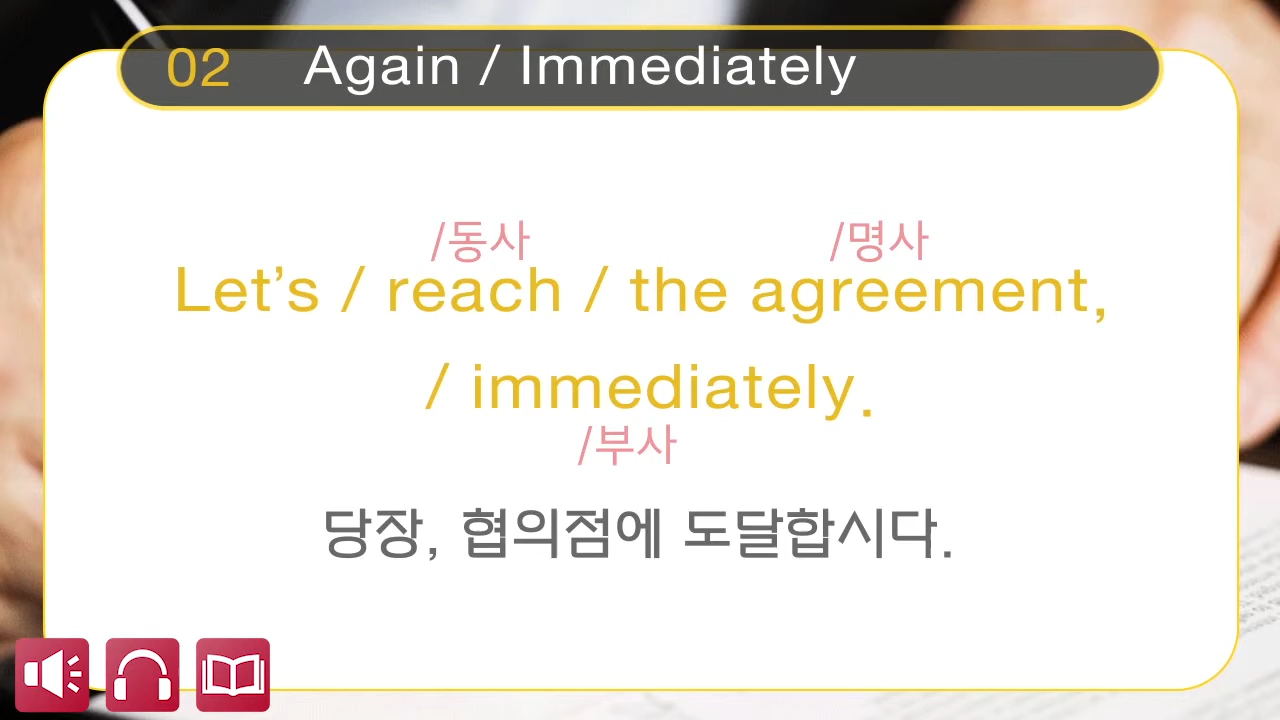 02 Again / Immediately
/동사 /명사
Let’s / reach / the agreement,
/ immediately.
/부사
당장, 협의점에 도달합시다.